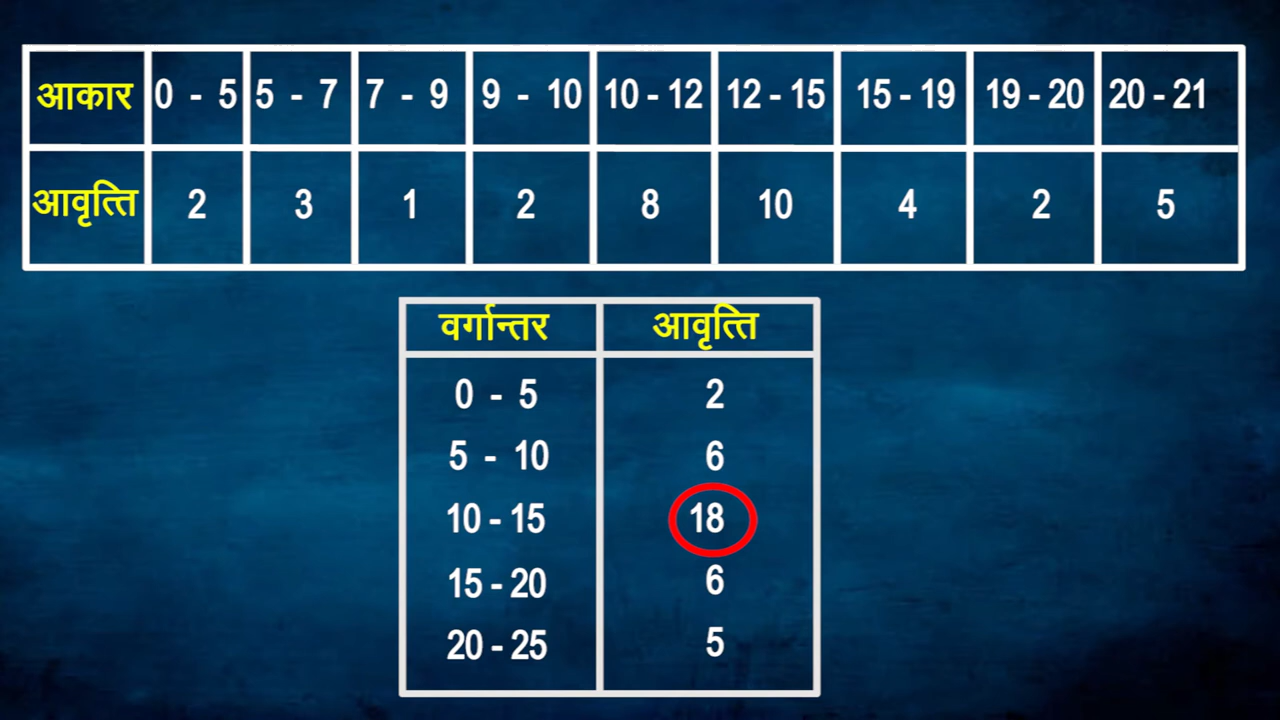 आकार 0 - 5 5 - 7 7 - 9 9 - 10 10 - 12 12 - 15 15 - 19 19 - 20 20 - 21
आवृत्ति 2 3 1 2 8 10 4 2 5
वर्गान्तर आवृत्ति
0 - 5 2
5 - 10 6
10 - 15 18
15 - 20 6
20 - 25 5